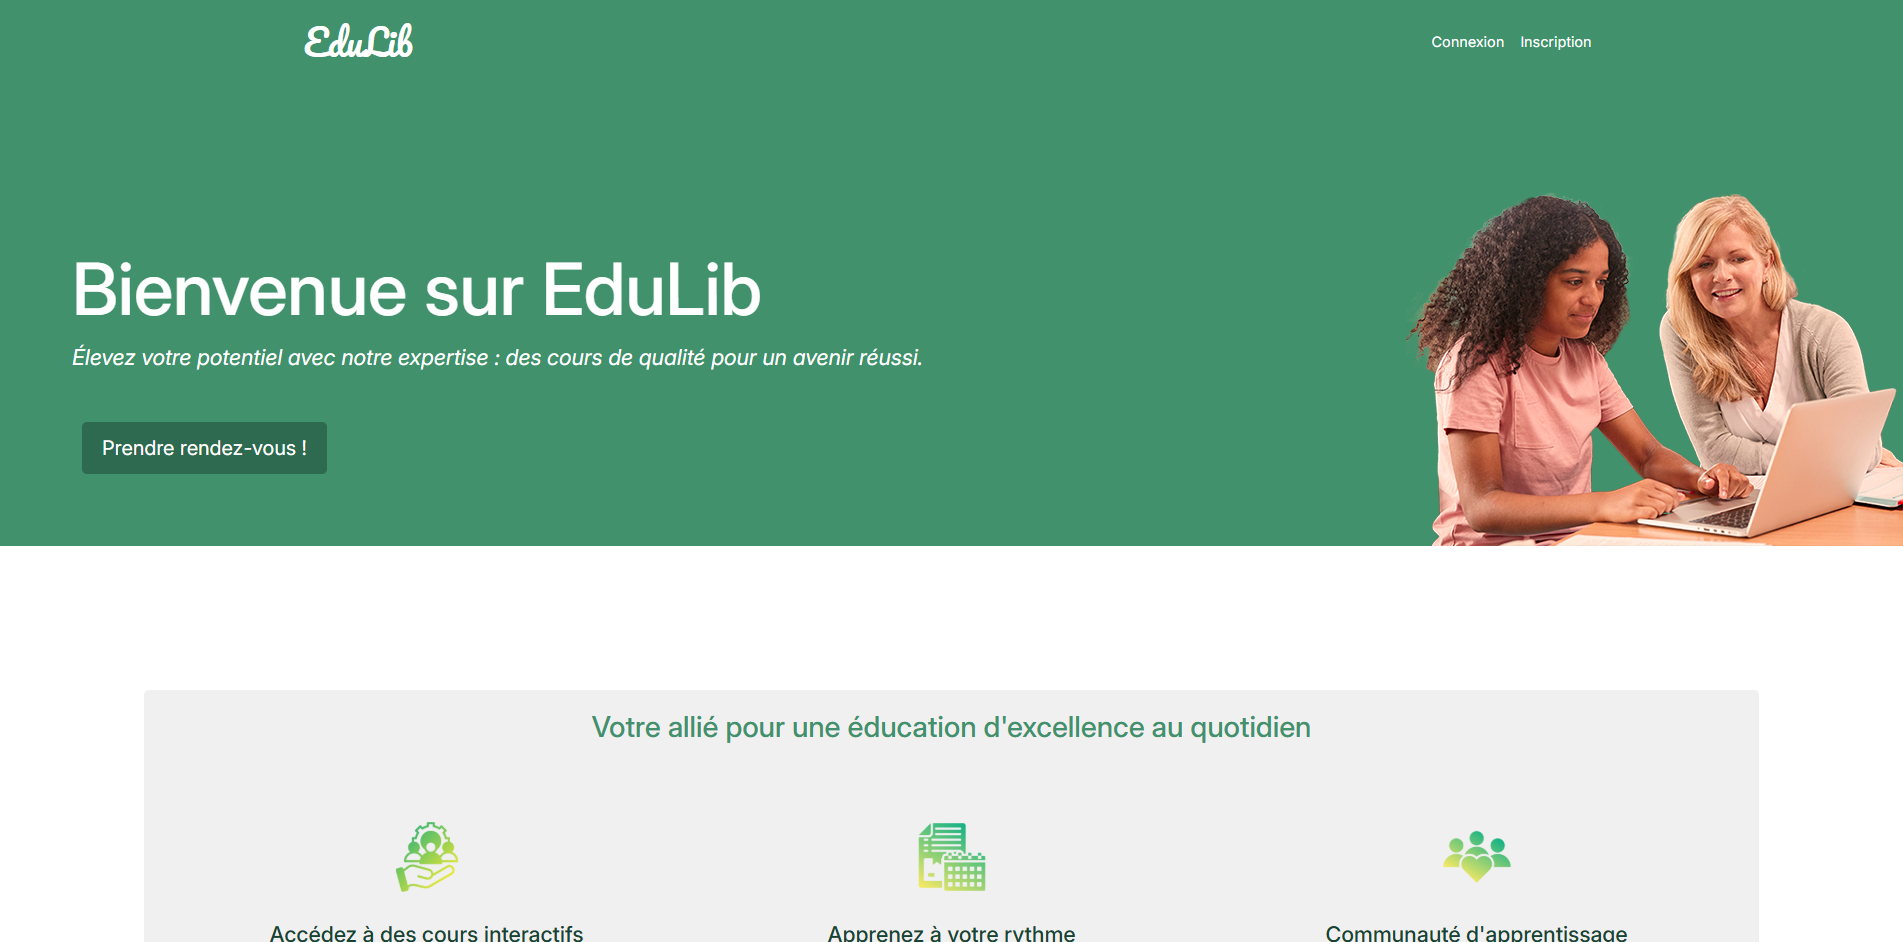 EduLib
Connexion Inscription
Bienvenue sur EduLib
Élevez votre potentiel avec notre expertise : des cours de qualité pour un avenir réussi.
Prendre rendez-vous !
Votre allié pour une éducation d'excellence au quotidien
Accédez à des cours interactifs
Apprenez à votre rythme
Communauté d'apprentissage